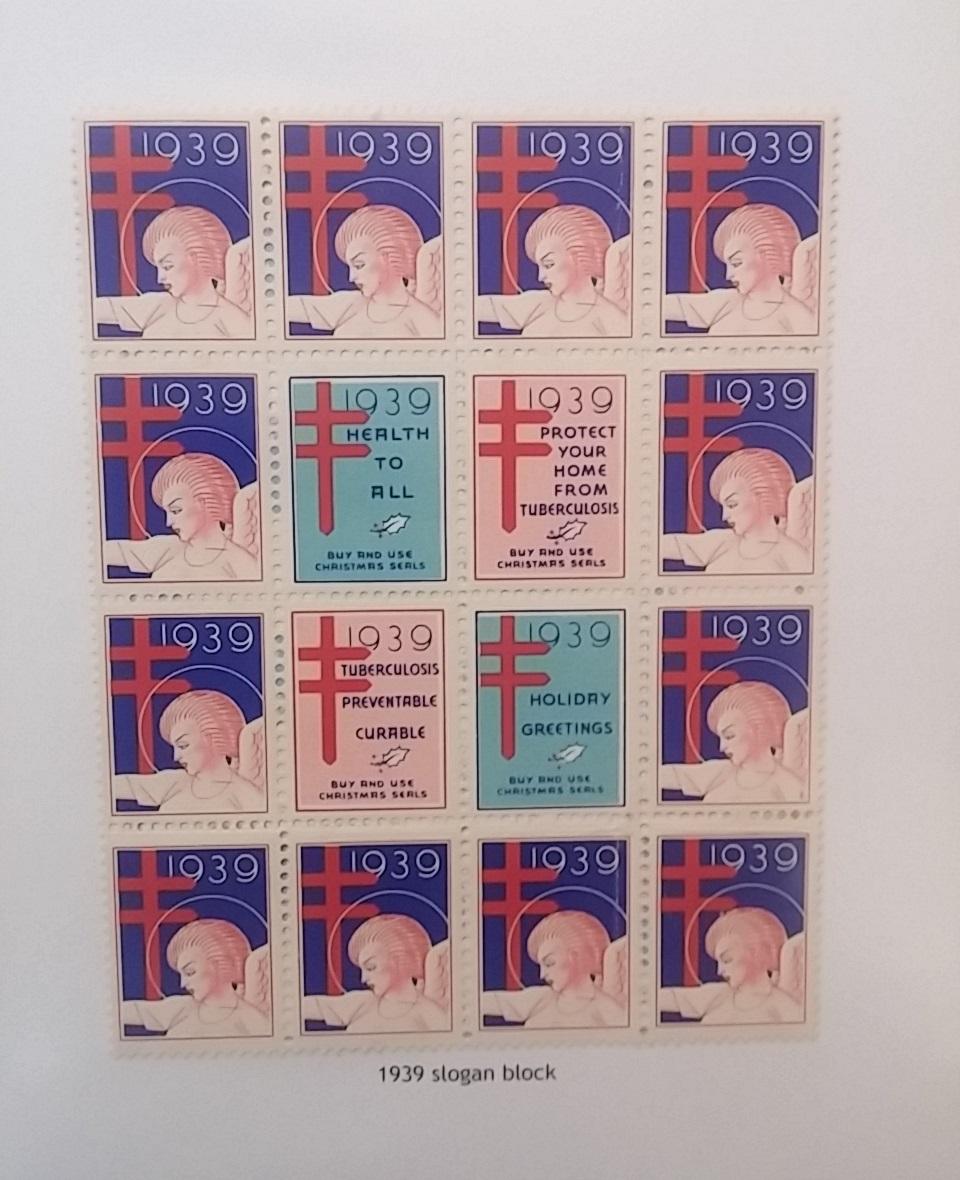 1939 1939 1939 1939
1939
1939
HEALTH
TO
ALL
BUY AND USE
CHRISTMAS SEALS
1939
PROTECT
YOUR
HOME
FROM
TUBERCULOSIS
BUY AND USE
CHRISTMAS SEALS
1939
1939
1939
TUBERCULOSIS
PREVENTABLE
CURABLE
BUY AND USE
CHRISTMAS SEALS
1939
HOLIDAY
GREETINGS
BUY AND USE
CHRISTMAS SEALS
1939
1939 1939 1939 1939
1939 slogan block